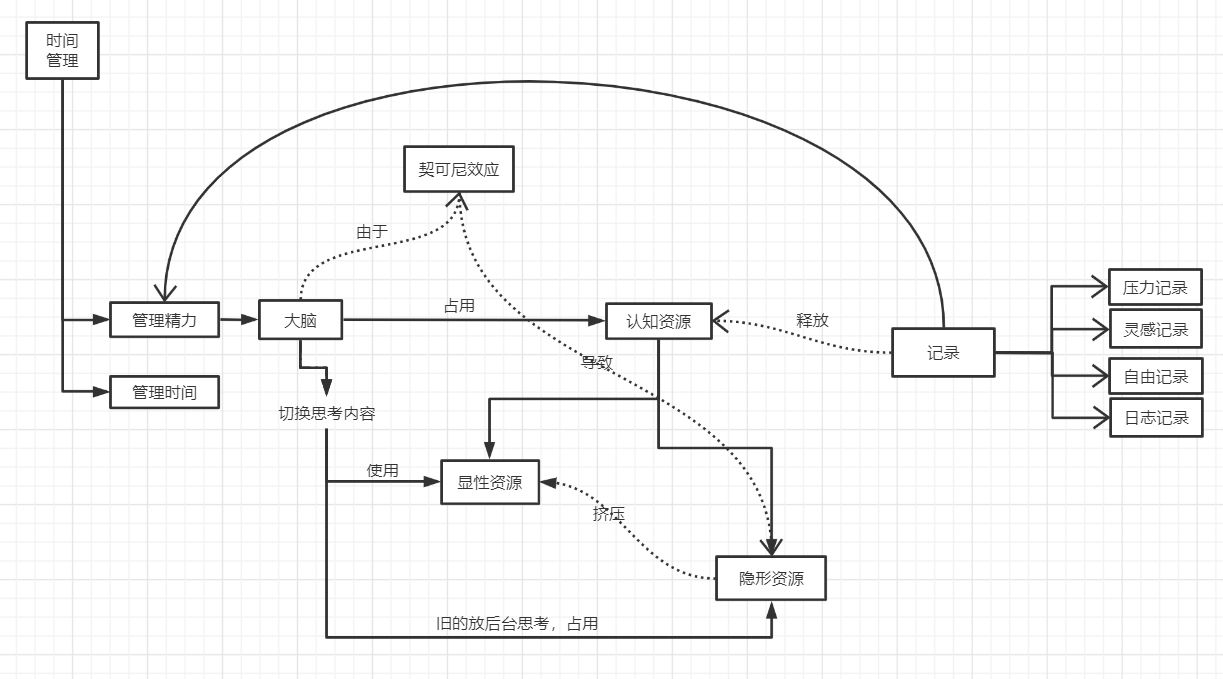 时间
管理
契可尼效应
由于
压力记录
占用
管理精力
大脑
认知资源
释放
灵感记录
记录
导致
自由记录
管理时间
切换思考内容
日志记录
使用
显性资源
挤压
隐形资源
旧的放后台思考，占用